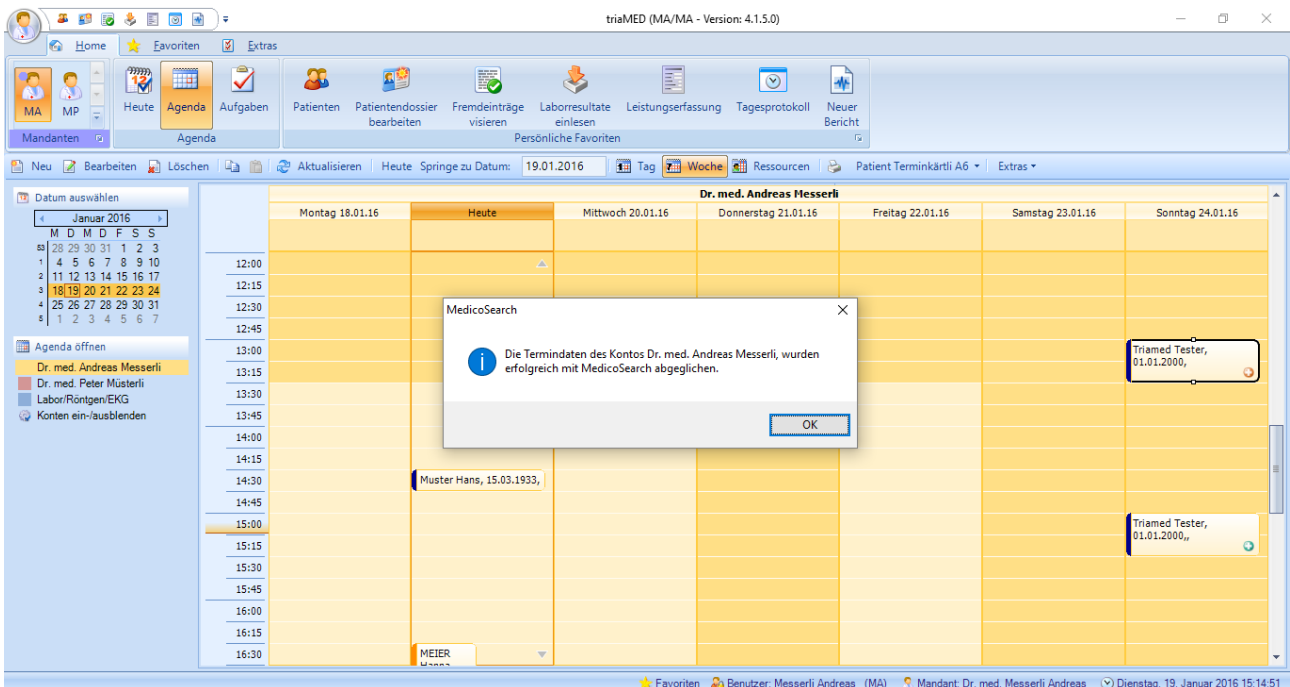 triaMED (MA/MA - Version: 4.1.5.0)
Home Favoriten Extras
MA MP Heute Agenda Aufgaben Patienten Patientendossier bearbeiten Fremdeinträge visieren Laborresultate einlesen Leistungserfassung Tagesprotokoll Neuer Bericht
Mandanten Agenda Persönliche Favoriten
Neu Bearbeiten Löschen Aktualisieren Heute Springe zu Datum: 19.01.2016 Tag Woche Ressourcen Patient Terminkärtli A6 Extras
Datum auswählen
Januar 2016
M D M D F S S
53 28 29 30 31 1 2 3
1 4 5 6 7 8 9 10
2 11 12 13 14 15 16 17
3 18 19 20 21 22 23 24
4 25 26 27 28 29 30 31
5 1 2 3 4 5 6 7
Agenda öffnen
Dr. med. Andreas Messerli
Dr. med. Peter Müsterli
Labor/Röntgen/EKG
Konten ein-/ausblenden
Dr. med. Andreas Messerli
Montag 18.01.16 Heute Mittwoch 20.01.16 Donnerstag 21.01.16 Freitag 22.01.16 Samstag 23.01.16 Sonntag 24.01.16
12:00
12:15
12:30
12:45
13:00
13:15
13:30
13:45
14:00
14:15
14:30
14:45
15:00
15:15
15:30
15:45
16:00
16:15
16:30
MedicoSearch
Die Termindaten des Kontos Dr. med. Andreas Messerli, wurden
erfolgreich mit MedicoSearch abgeglichen.
OK
Triamed Tester,
01.01.2000,
Muster Hans, 15.03.1933,
Triamed Tester,
01.01.2000,,
MEIER
Hanna
Favoriten Benutzer: Messerli Andreas (MA) Mandant: Dr. med. Messerli Andreas Dienstag, 19. Januar 2016 15:14:51